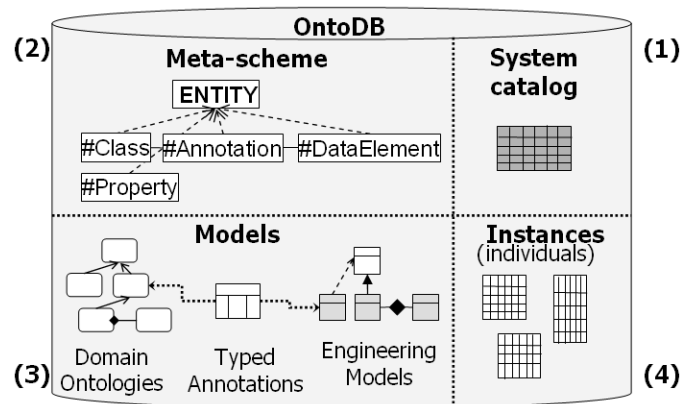 OntoDB
(2)
Meta-scheme
ENTITY
#Class
#Annotation
#DataElement
#Property
System
catalog
(1)
Models
Domain
Ontologies
Typed
Annotations
Engineering
Models
(3)
Instances
(individuals)
(4)